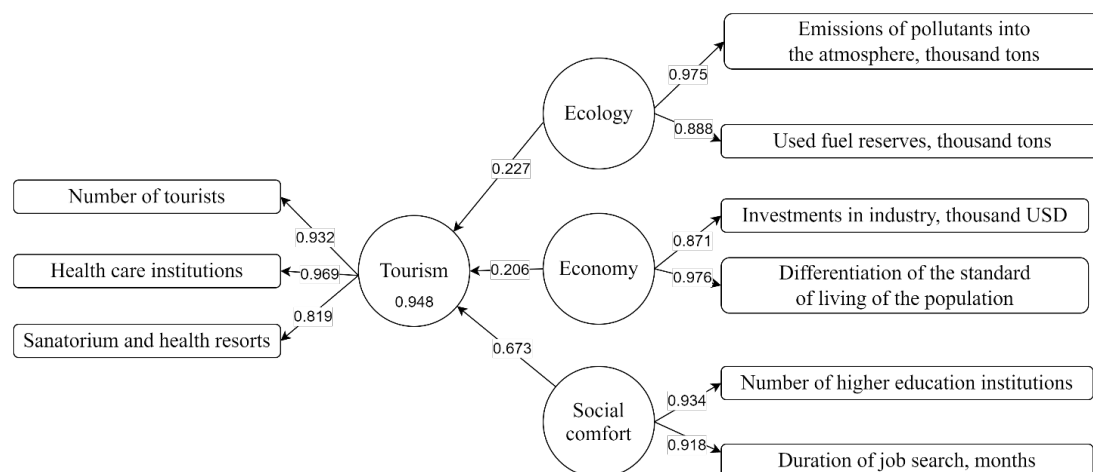 Emissions of pollutants into
the atmosphere, thousand tons
0.975
Ecology
0.888
Used fuel reserves, thousand tons
0.227
Number of tourists
0.932
Investments in industry, thousand USD
0.871
Health care institutions
0.969
Tourism
0.948
0.206
Economy
0.976
Differentiation of the standard
of living of the population
0.819
Sanatorium and health resorts
0.673
Number of higher education institutions
0.934
Social
comfort
0.918
Duration of job search, months